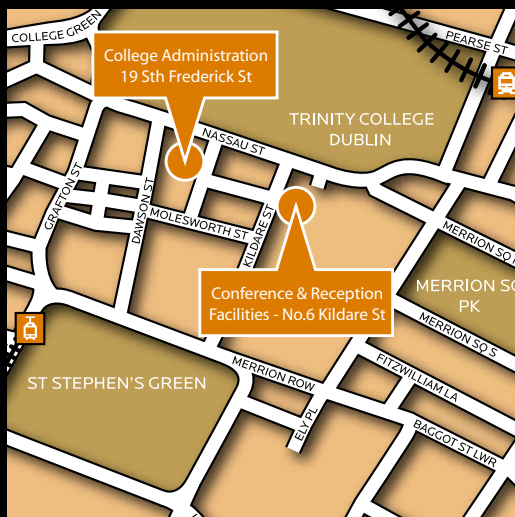 COLLEGE GREEN
PEARSE ST
College Administration
19 Sth Frederick St
TRINITY COLLEGE
DUBLIN
NASSAU ST
GRAFTON ST
DAWSON ST
MOLESWORTH ST
KILDARE ST
MERRION SQ
Conference & Reception
Facilities - No.6 Kildare St
MERRION SQ
PK
MERRION SQ S
MERRION ROW
FITZWILLIAM LA
ST STEPHEN'S GREEN
ELY PL
BAGGOT ST LWR